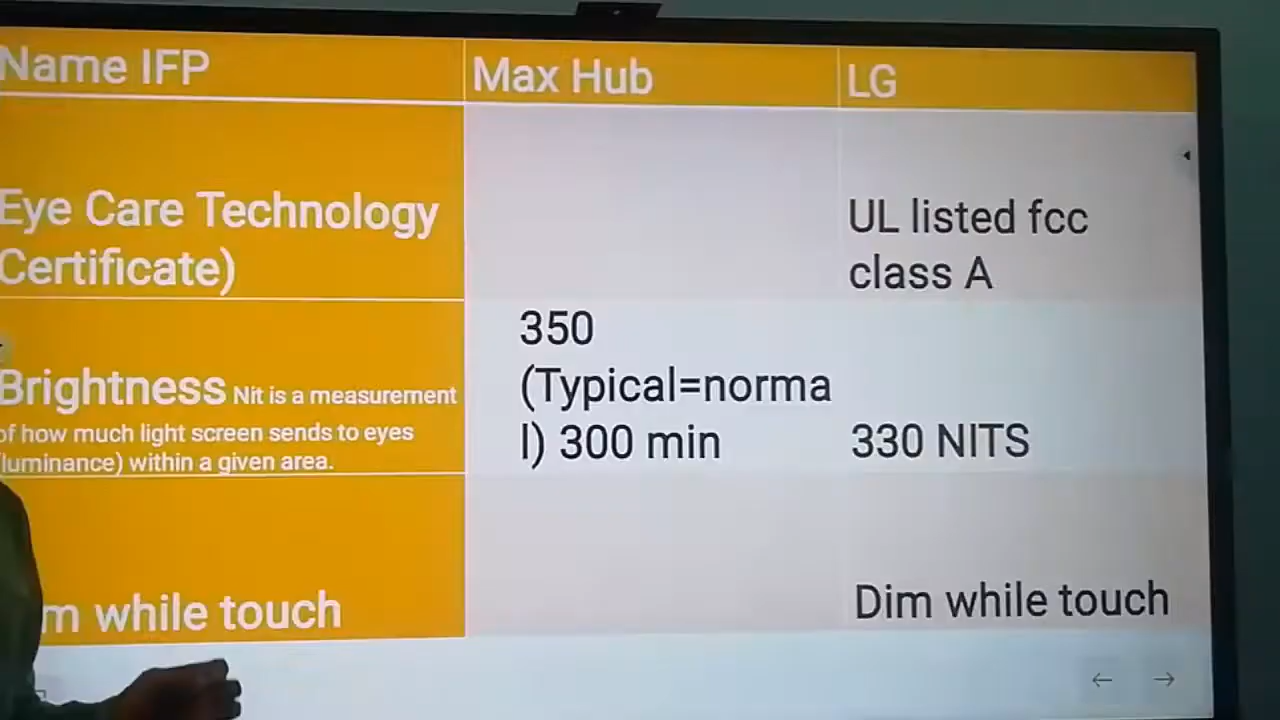 Name IFP
Max Hub
LG
Eye Care Technology
Certificate)
UL listed fcc
class A
Brightness Nit is a measurement
of how much light screen sends to eyes
(luminance) within a given area.
350
(Typical=norma
l) 300 min
330 NITS
m while touch
Dim while touch